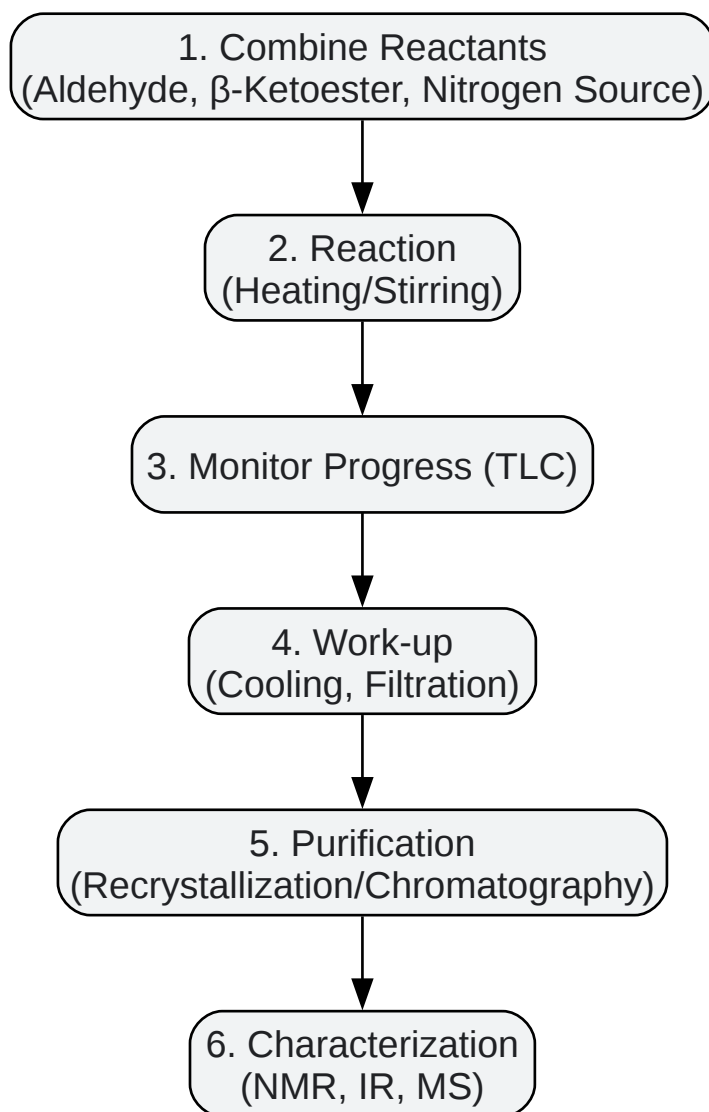 1. Combine Reactants
(Aldehyde, β-Ketoester, Nitrogen Source)
2. Reaction
(Heating/Stirring)
3. Monitor Progress (TLC)
4. Work-up
(Cooling, Filtration)
5. Purification
(Recrystallization/Chromatography)
6. Characterization
(NMR, IR, MS)